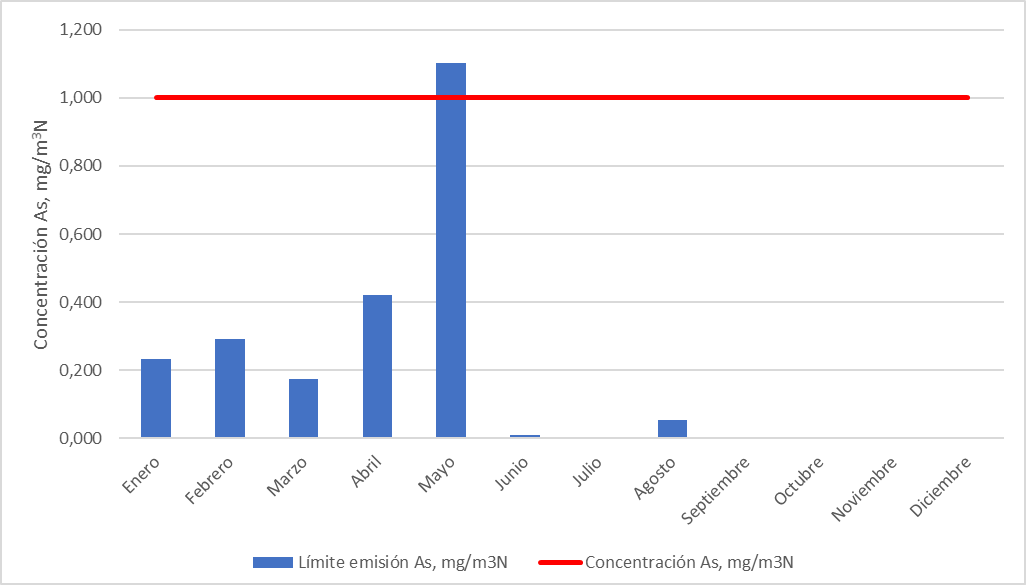 1,200
1,000
0,800
0,600
0,400
0,200
0,000
Concentración As, mg/m³N
Enero
Febrero
Marzo
Abril
Mayo
Junio
Julio
Agosto
Septiembre
Octubre
Noviembre
Diciembre
Límite emisión As, mg/m3N
Concentración As, mg/m3N